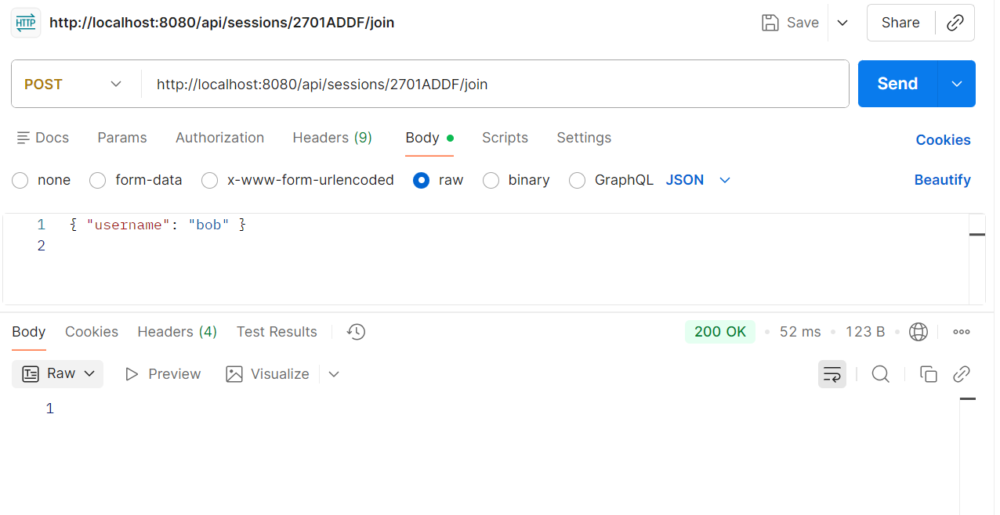 HTTP http://localhost:8080/api/sessions/2701ADDF/join Save Share
POST http://localhost:8080/api/sessions/2701ADDF/join Send
Docs Params Authorization Headers (9) Body Scripts Settings Cookies
none form-data x-www-form-urlencoded raw binary GraphQL JSON Beautify
1 { "username": "bob" }
2
Body Cookies Headers (4) Test Results 200 OK • 52 ms • 123 B •
Raw Preview Visualize
1